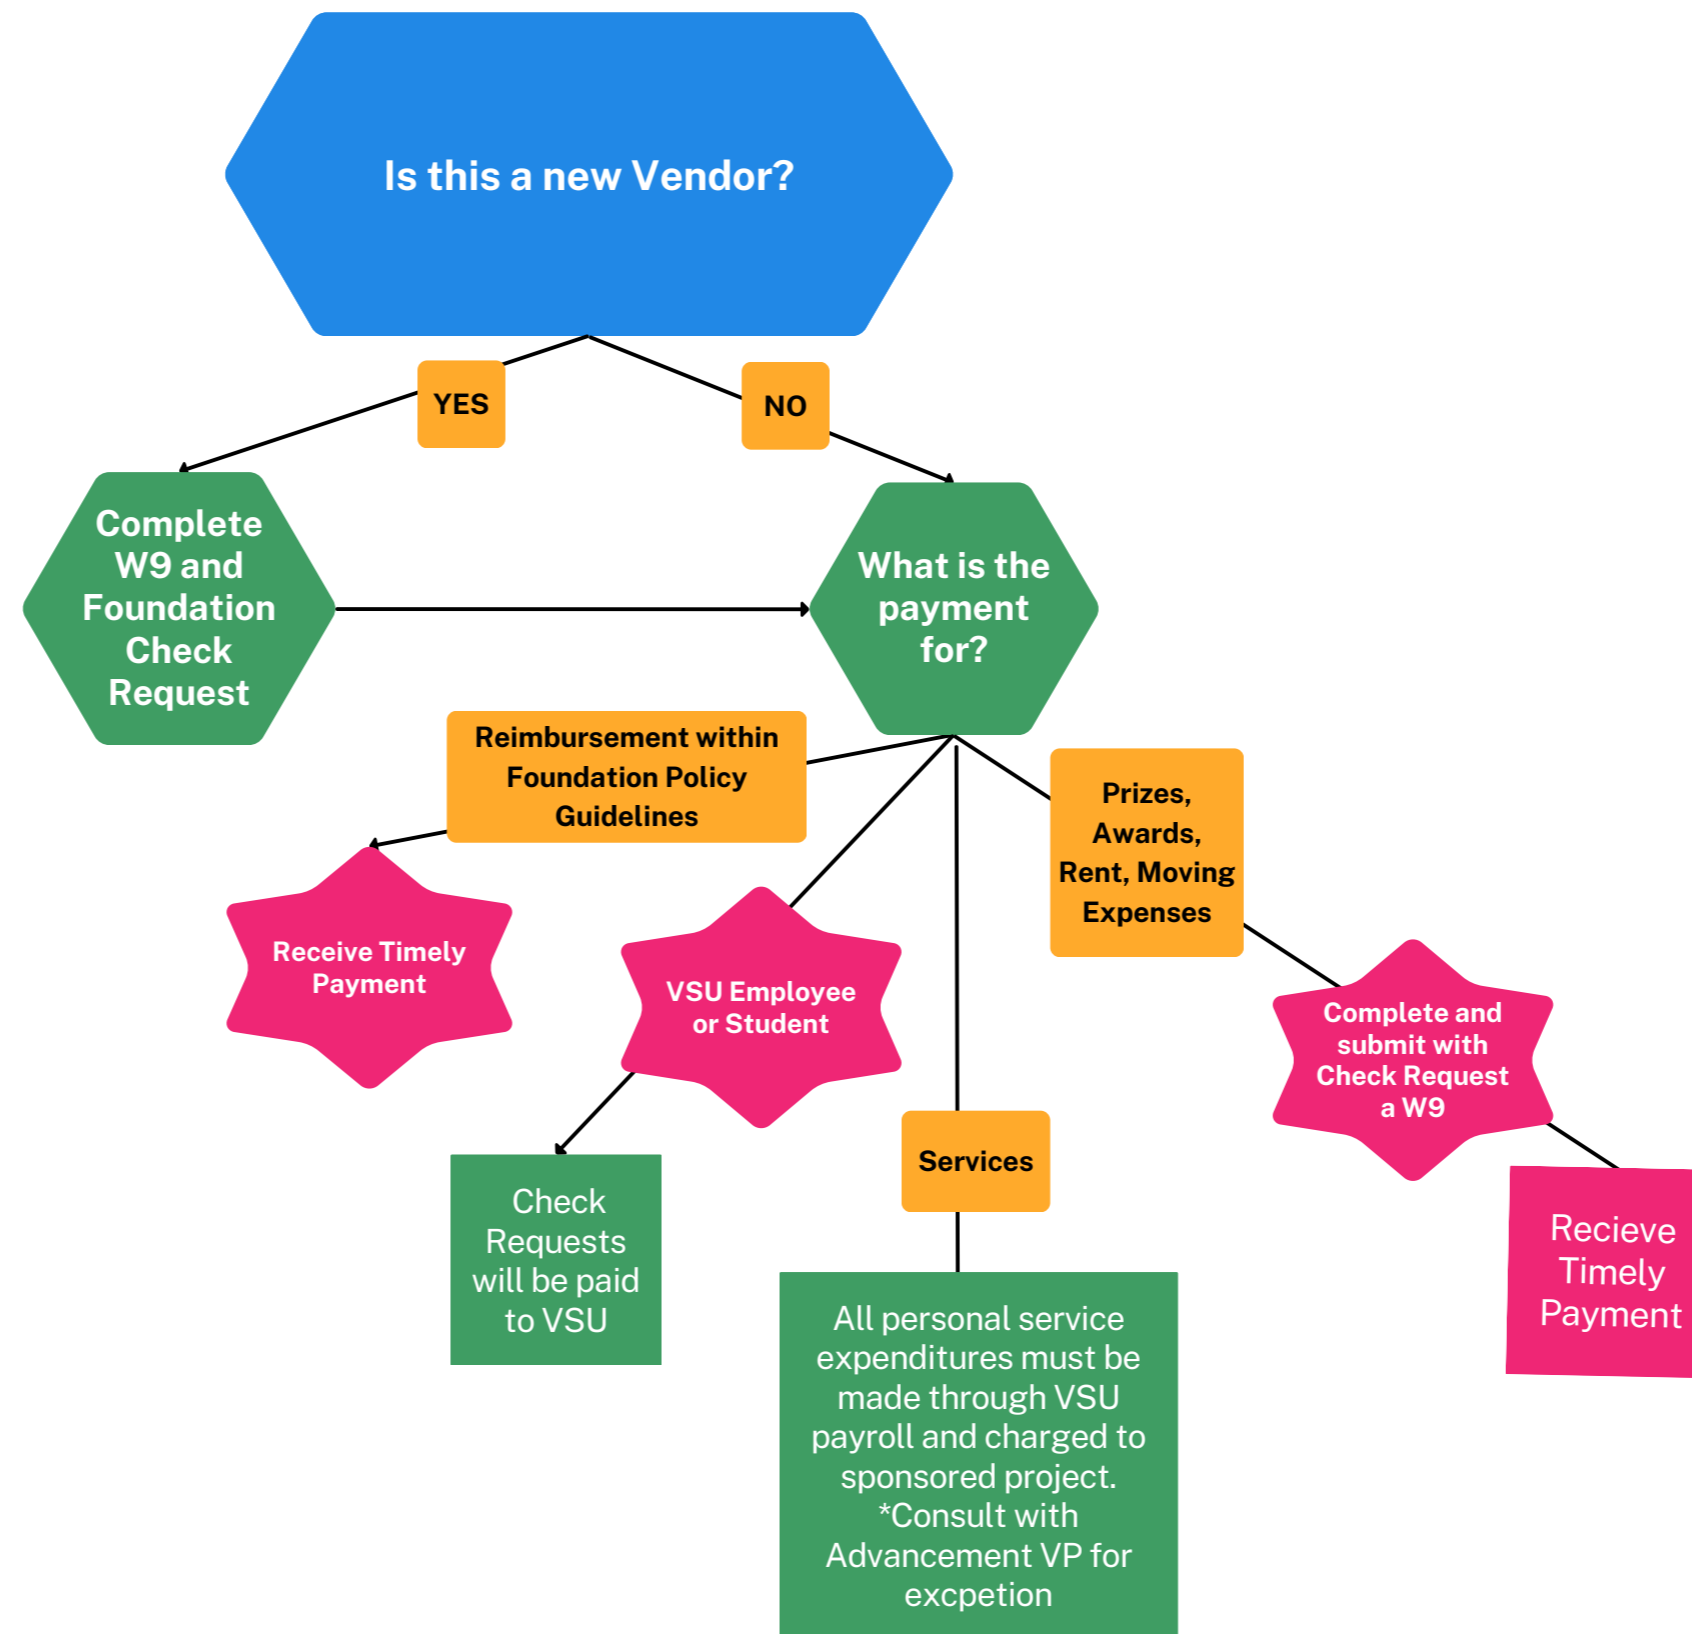 Is this a new Vendor?
YES
NO
Complete
W9 and
Foundation
Check
Request
What is the
payment
for?
Reimbursement within
Foundation Policy
Guidelines
Prizes,
Awards,
Rent, Moving
Expenses
Receive Timely
Payment
VSU Employee
or Student
Complete and
submit with
Check Request
a W9
Services
Check
Requests
will be paid
to VSU
Recieve
Timely
Payment
All personal service
expenditures must be
made through VSU
payroll and charged to
sponsored project.
*Consult with
Advancement VP for
excpetion